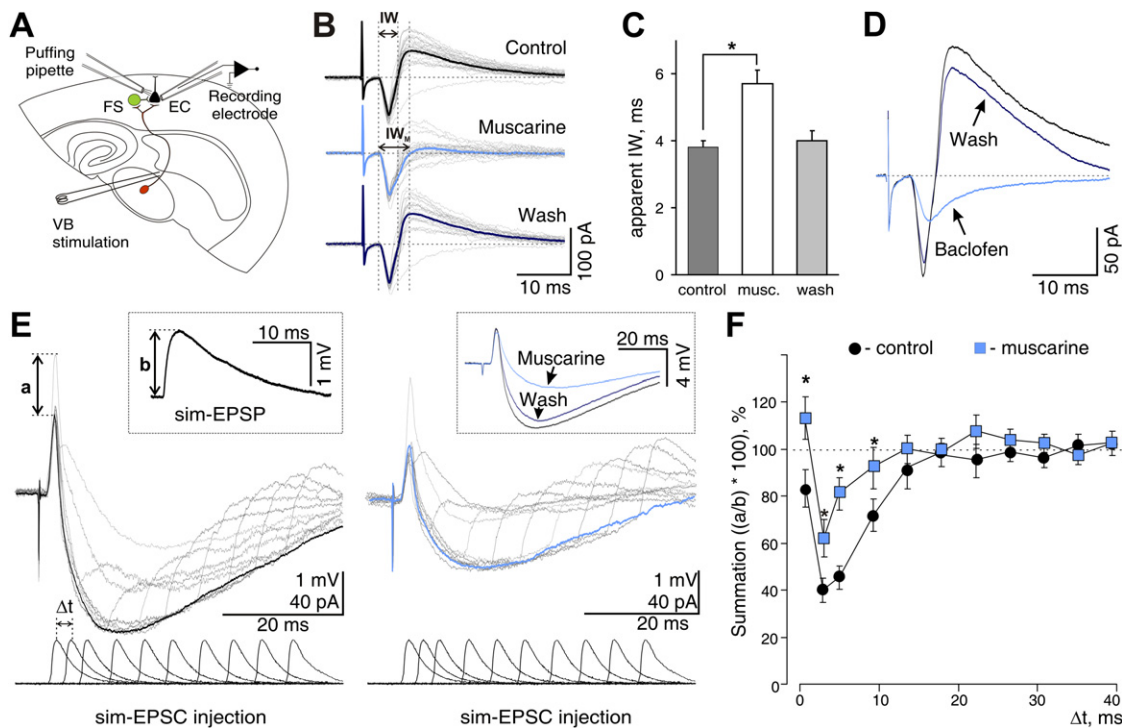 A
Puffing
pipette
FS
EC
Recording
electrode
VB
stimulation
B
IW
Control
Muscarine
IW_M
Wash
100 pA
10 ms
C
*
apparent IW, ms
6
4
2
0
control
musc.
wash
D
Wash
Baclofen
50 pA
10 ms
E
a
b
10 ms
1 mV
sim-EPSP
1 mV
40 pA
20 ms
Δt
sim-EPSC injection
20 ms
4 mV
Muscarine
Wash
1 mV
40 pA
20 ms
sim-EPSC injection
F
- control
- muscarine
Summation ((a/b) * 100), %
120
100
80
60
40
20
0
*
*
*
*
0
10
20
30
40
Δt, ms